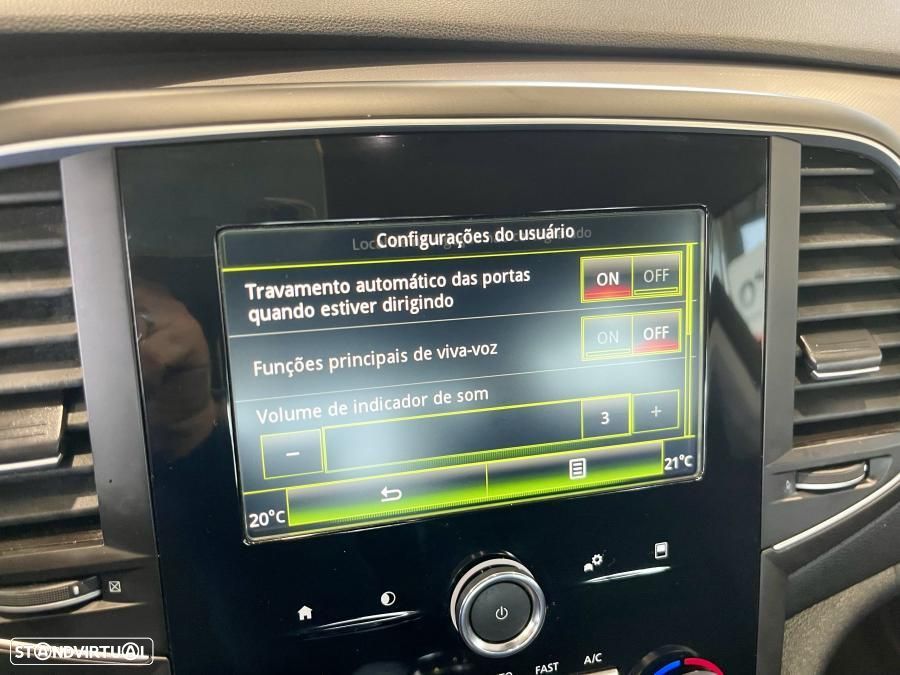 Configurações do usuário
Travamento automático das portas
quando estiver dirigindo
ON OFF
Funções principais de viva-voz
ON OFF
Volume de indicador de som
− 3 +
20°C
21°C
FAST A/C
STANDVIRTUAL